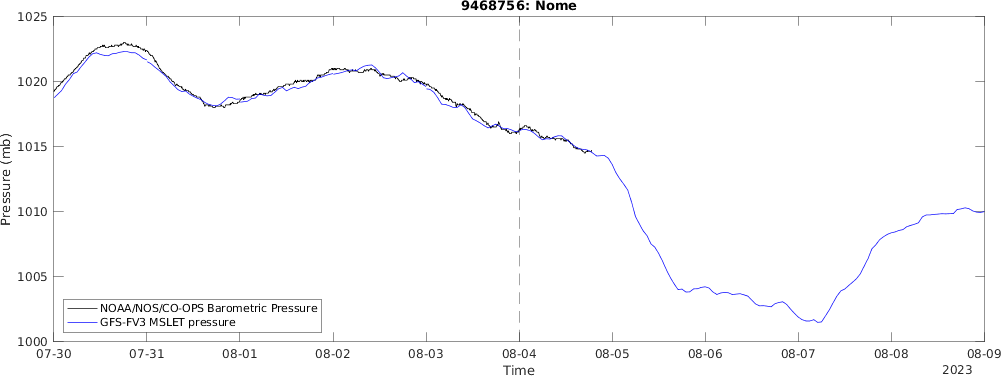 9468756: Nome
Pressure (mb)
1025
1020
1015
1010
1005
1000
NOAA/NOS/CO-OPS Barometric Pressure
GFS-FV3 MSLET pressure
07-30 07-31 08-01 08-02 08-03 08-04 08-05 08-06 08-07 08-08 08-09
Time
2023